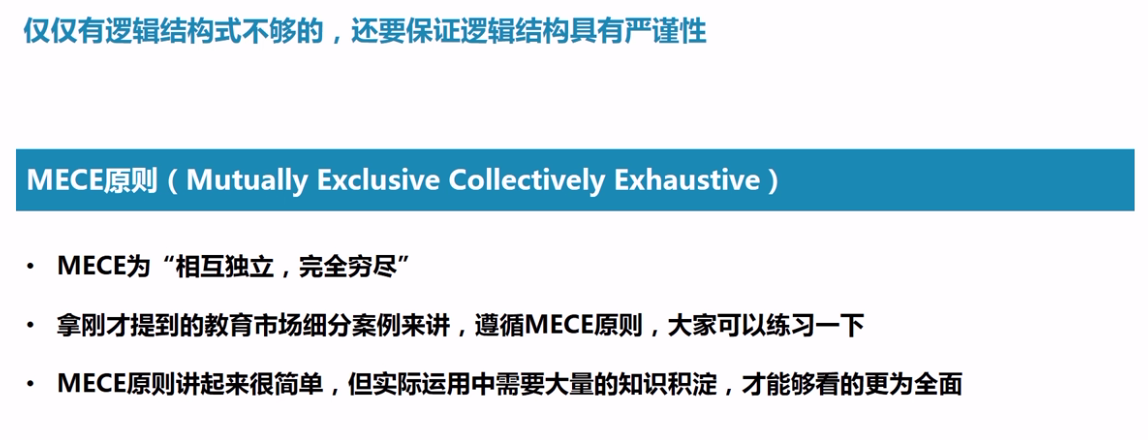 仅仅有逻辑结构式不够的，还要保证逻辑结构具有严谨性
MECE原则（Mutually Exclusive Collectively Exhaustive）
• MECE为“相互独立，完全穷尽”
• 拿刚才提到的教育市场细分案例来讲，遵循MECE原则，大家可以练习一下
• MECE原则讲起来很简单，但实际运用中需要大量的知识积淀，才能够看的更为全面